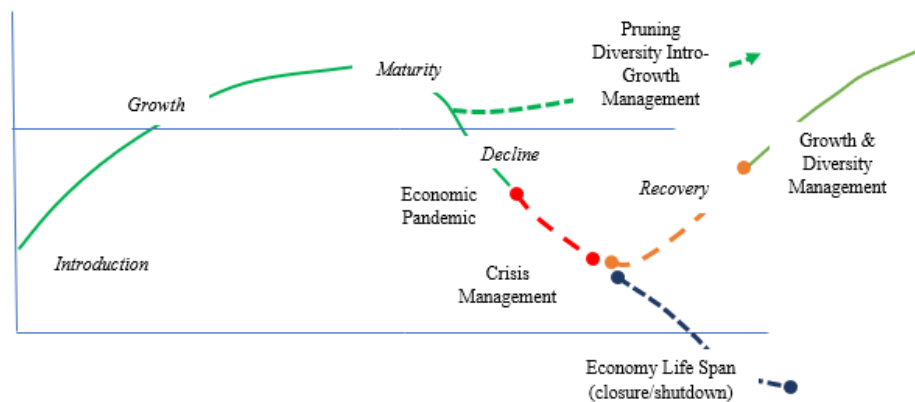 Pruning
Diversity Intro-
Growth
Management
Maturity
Growth
Decline
Growth &
Diversity
Management
Economic
Pandemic
Recovery
Introduction
Crisis
Management
Economy Life Span
(closure/shutdown)